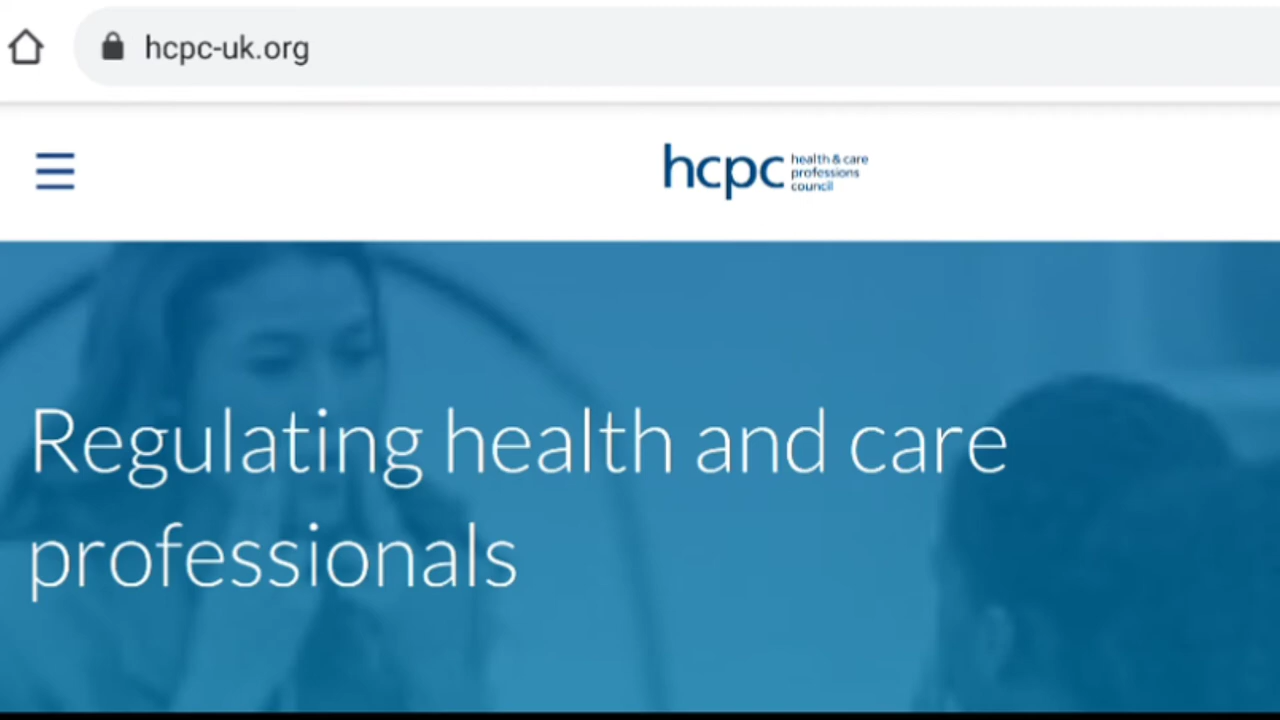 hcpc-uk.org
hcpc
health & care
professions
council
Regulating health and care
professionals